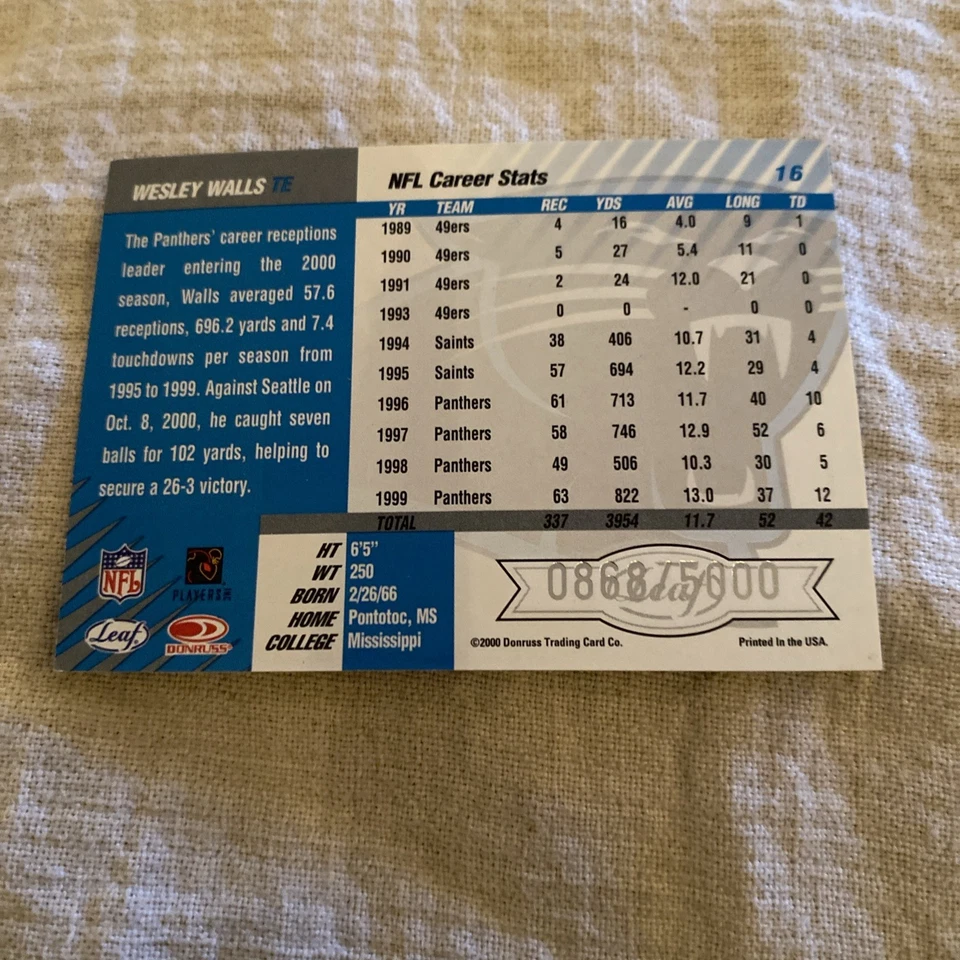 WESLEY WALLS TE
The Panthers' career receptions
leader entering the 2000
season, Walls averaged 57.6
receptions, 696.2 yards and 7.4
touchdowns per season from
1995 to 1999. Against Seattle on
Oct. 8, 2000, he caught seven
balls for 102 yards, helping to
secure a 26-3 victory.
NFL Career Stats 16
YR TEAM REC YDS AVG LONG TD
1989 49ers 4 16 4.0 9 1
1990 49ers 5 27 5.4 11 0
1991 49ers 2 24 12.0 21 0
1993 49ers 0 0 - 0 0
1994 Saints 38 406 10.7 31 4
1995 Saints 57 694 12.2 29 4
1996 Panthers 61 713 11.7 40 10
1997 Panthers 58 746 12.9 52 6
1998 Panthers 49 506 10.3 30 5
1999 Panthers 63 822 13.0 37 12
TOTAL 337 3954 11.7 52 42
HT 6'5"
WT 250
BORN 2/26/66
HOME Pontotoc, MS
COLLEGE Mississippi
NFL
PLAYERS INC
Leaf
DONRUSS
0868/5000
Leaf
©2000 Donruss Trading Card Co. Printed In the USA.